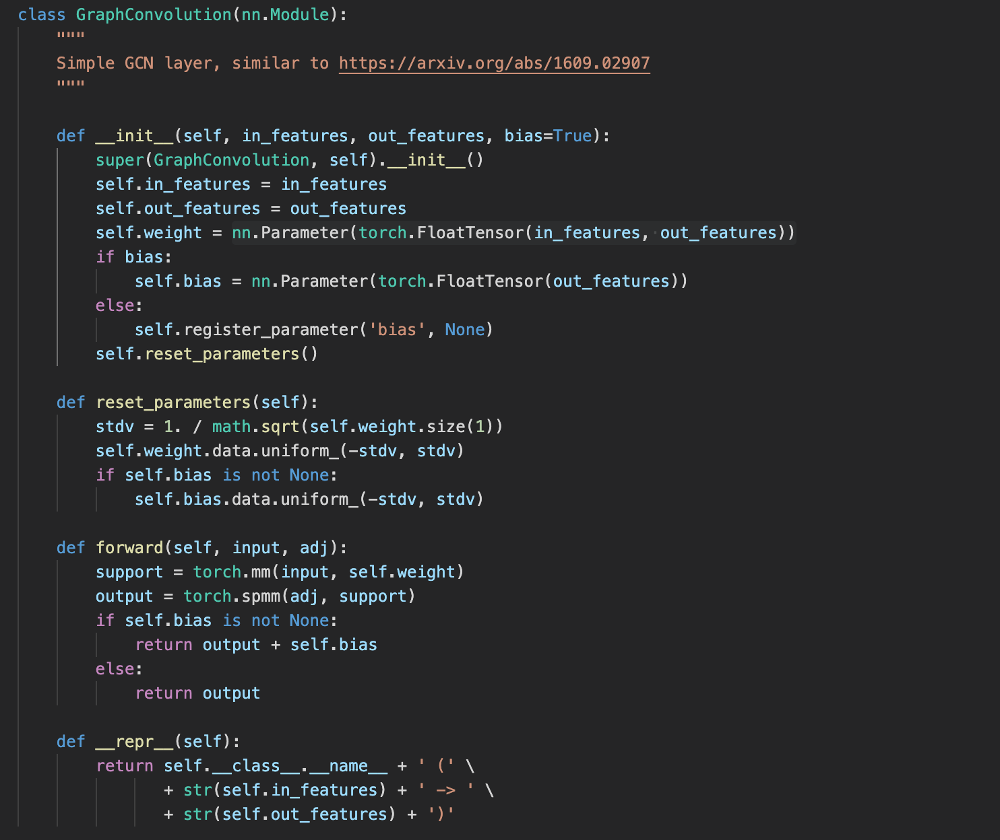 class GraphConvolution(nn.Module):
    """
    Simple GCN layer, similar to https://arxiv.org/abs/1609.02907
    """

    def __init__(self, in_features, out_features, bias=True):
        super(GraphConvolution, self).__init__()
        self.in_features = in_features
        self.out_features = out_features
        self.weight = nn.Parameter(torch.FloatTensor(in_features, out_features))
        if bias:
            self.bias = nn.Parameter(torch.FloatTensor(out_features))
        else:
            self.register_parameter('bias', None)
        self.reset_parameters()

    def reset_parameters(self):
        stdv = 1. / math.sqrt(self.weight.size(1))
        self.weight.data.uniform_(-stdv, stdv)
        if self.bias is not None:
            self.bias.data.uniform_(-stdv, stdv)

    def forward(self, input, adj):
        support = torch.mm(input, self.weight)
        output = torch.spmm(adj, support)
        if self.bias is not None:
            return output + self.bias
        else:
            return output

    def __repr__(self):
        return self.__class__.__name__ + ' (' \
               + str(self.in_features) + ' -> ' \
               + str(self.out_features) + ')'